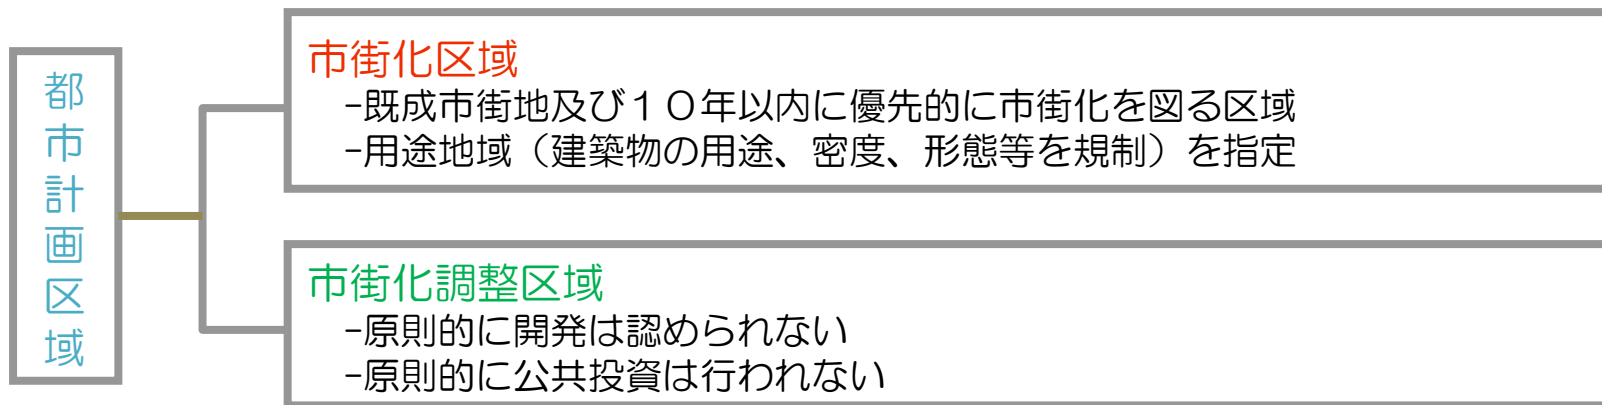 都市計画区域
市街化区域
-既成市街地及び１０年以内に優先的に市街化を図る区域
-用途地域（建築物の用途、密度、形態等を規制）を指定
市街化調整区域
-原則的に開発は認められない
-原則的に公共投資は行われない